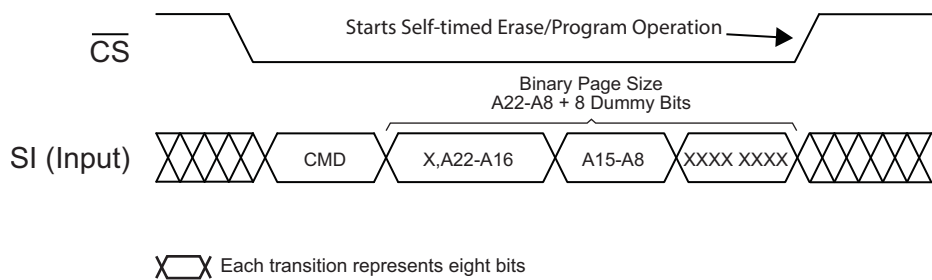 Starts Self-timed Erase/Program Operation
CS
Binary Page Size
A22-A8 + 8 Dummy Bits
SI (Input)
CMD
X,A22-A16
A15-A8
XXXX XXXX
Each transition represents eight bits